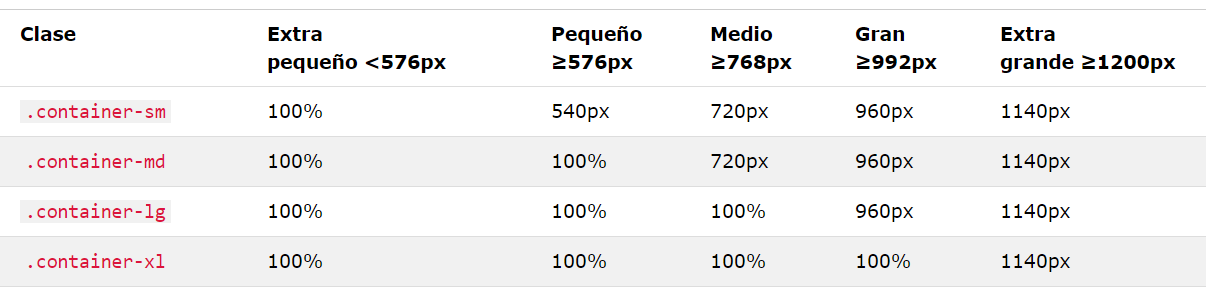 Clase Extra pequeño <576px Pequeño ≥576px Medio ≥768px Gran ≥992px Extra grande ≥1200px
.container-sm 100% 540px 720px 960px 1140px
.container-md 100% 100% 720px 960px 1140px
.container-lg 100% 100% 100% 960px 1140px
.container-xl 100% 100% 100% 100% 1140px